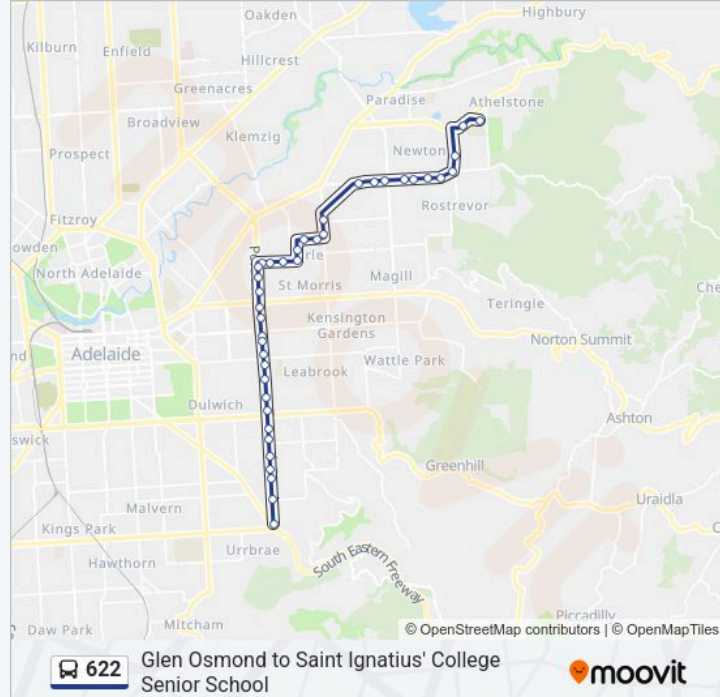 Oakden
Highbury
Kilburn
Enfield
Hillcrest
Greenacres
Paradise
Athelstone
Broadview
Klemzig
Prospect
Newton
Rostrevor
Fitzroy
owden
P
rle
North Adelaide
Magill
St Morris
Che
Teringie
Kensington
Gardens
Norton Summit
nd
Adelaide
Wattle Park
Leabrook
Dulwich
Ashton
swick
Greenhill
Malvern
Uraidla
Kings Park
C
Urrbrae
Hawthorn
South Eastern Freeway
Piccadilly
Mitcham
Daw Park
© OpenStreetMap contributors | © OpenMapTiles
622
Glen Osmond to Saint Ignatius' College
Senior School
moovit